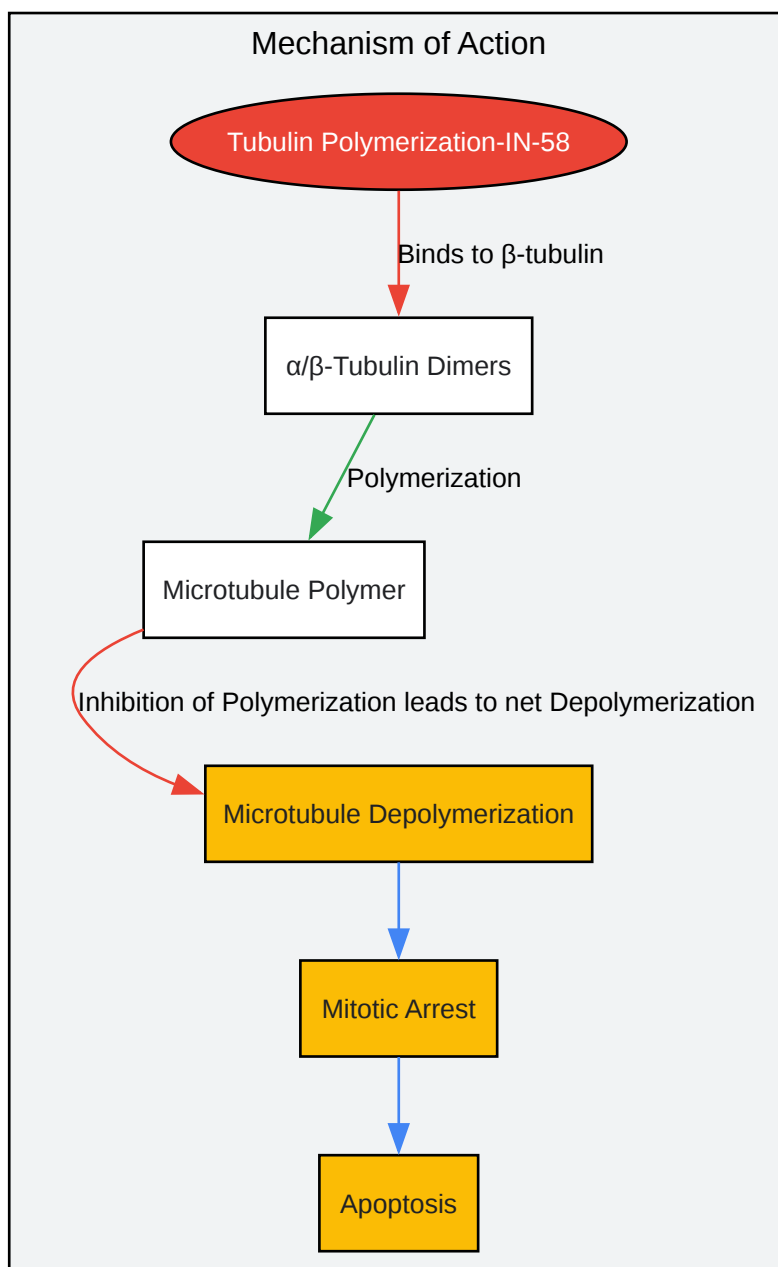 Mechanism of Action
Tubulin Polymerization-IN-58
Binds to β-tubulin
α/β-Tubulin Dimers
Polymerization
Microtubule Polymer
Inhibition of Polymerization leads to net Depolymerization
Microtubule Depolymerization
Mitotic Arrest
Apoptosis